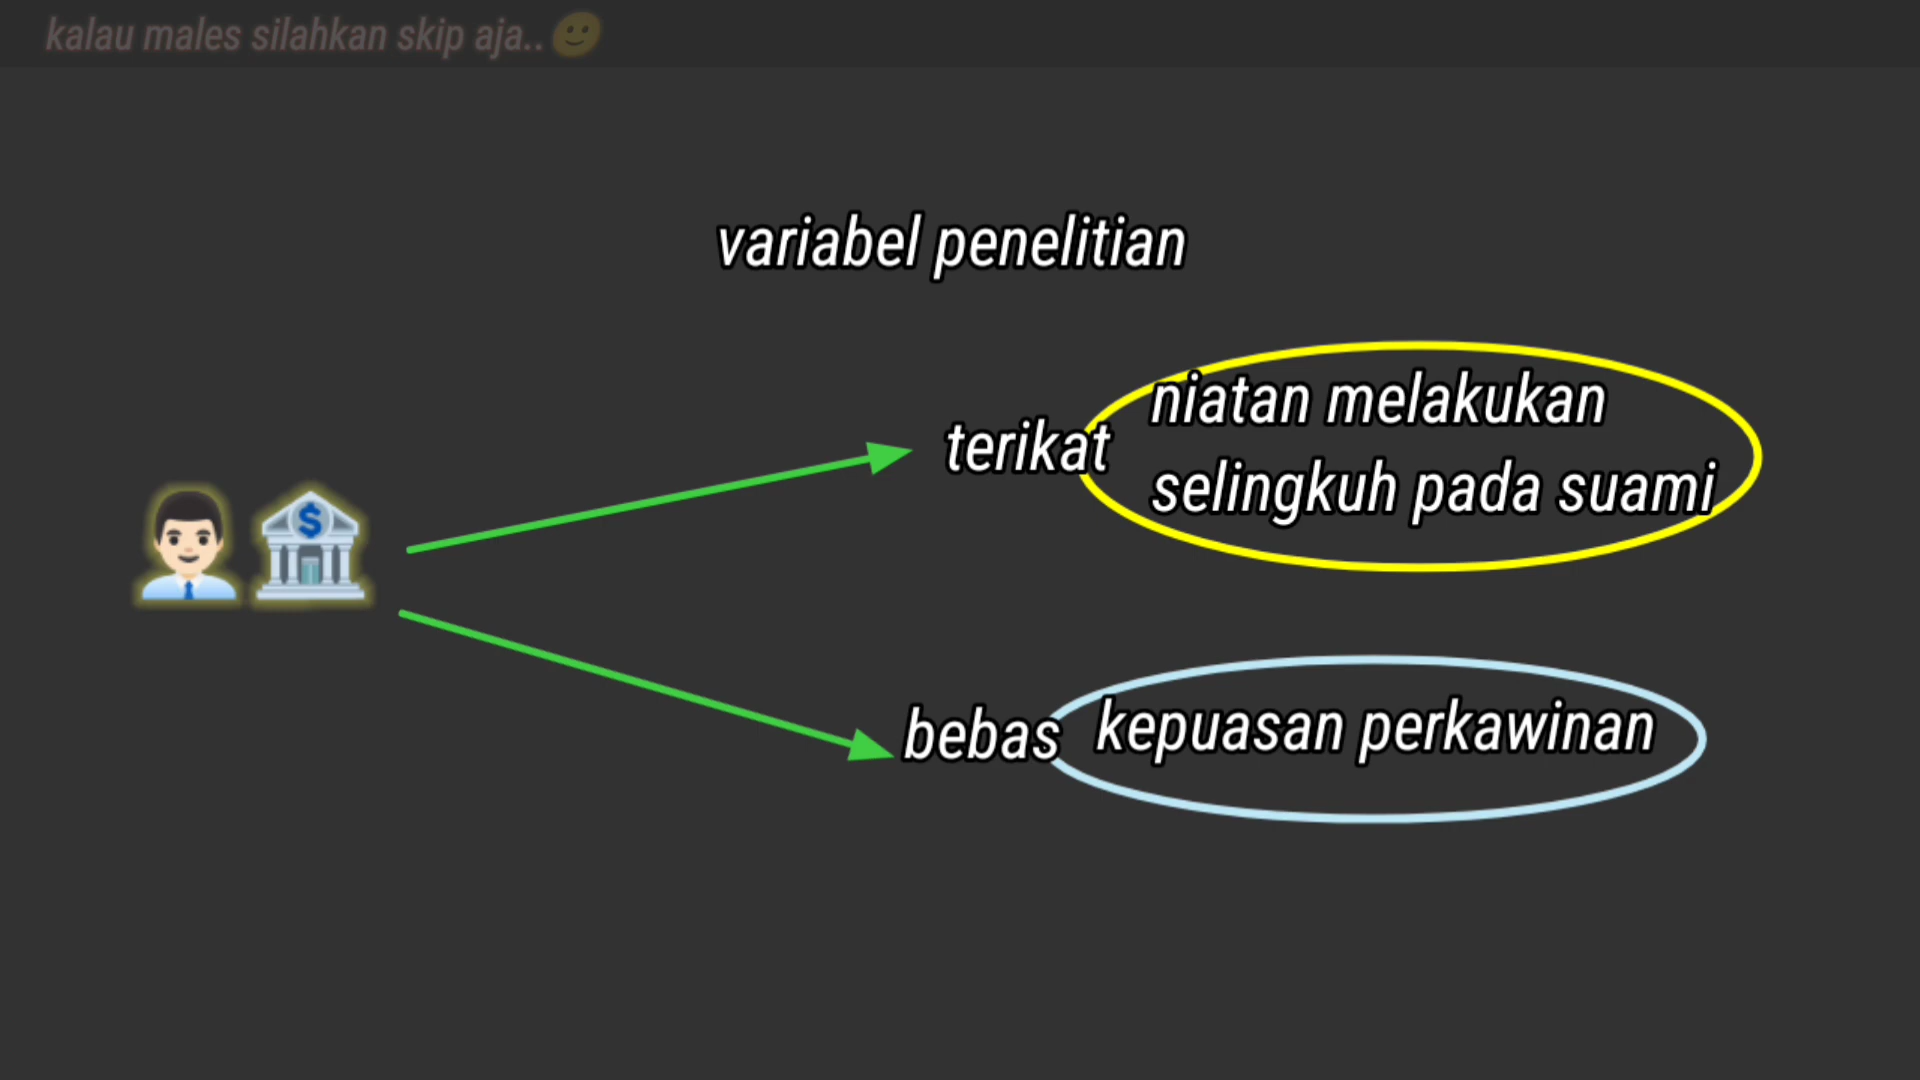 kalau males silahkan skip aja..🙂
variabel penelitian
niatan melakukan
terikat
selingkuh pada suami
bebas
kepuasan perkawinan